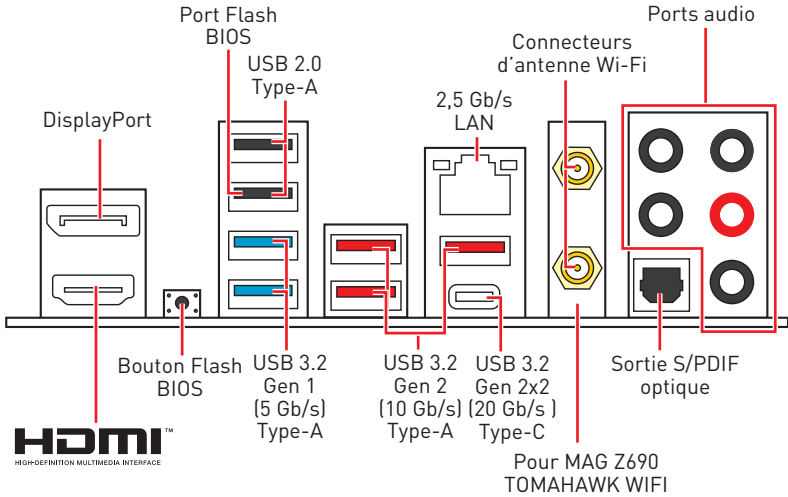 Port Flash
BIOS
USB 2.0
Type-A
DisplayPort
2,5 Gb/s
LAN
Connecteurs
d'antenne Wi-Fi
Ports audio
Bouton Flash
BIOS
USB 3.2
Gen 1
(5 Gb/s)
Type-A
USB 3.2
Gen 2
(10 Gb/s)
Type-A
USB 3.2
Gen 2x2
(20 Gb/s )
Type-C
Sortie S/PDIF
optique
Pour MAG Z690
TOMAHAWK WIFI
HDMI™
HIGH-DEFINITION MULTIMEDIA INTERFACE